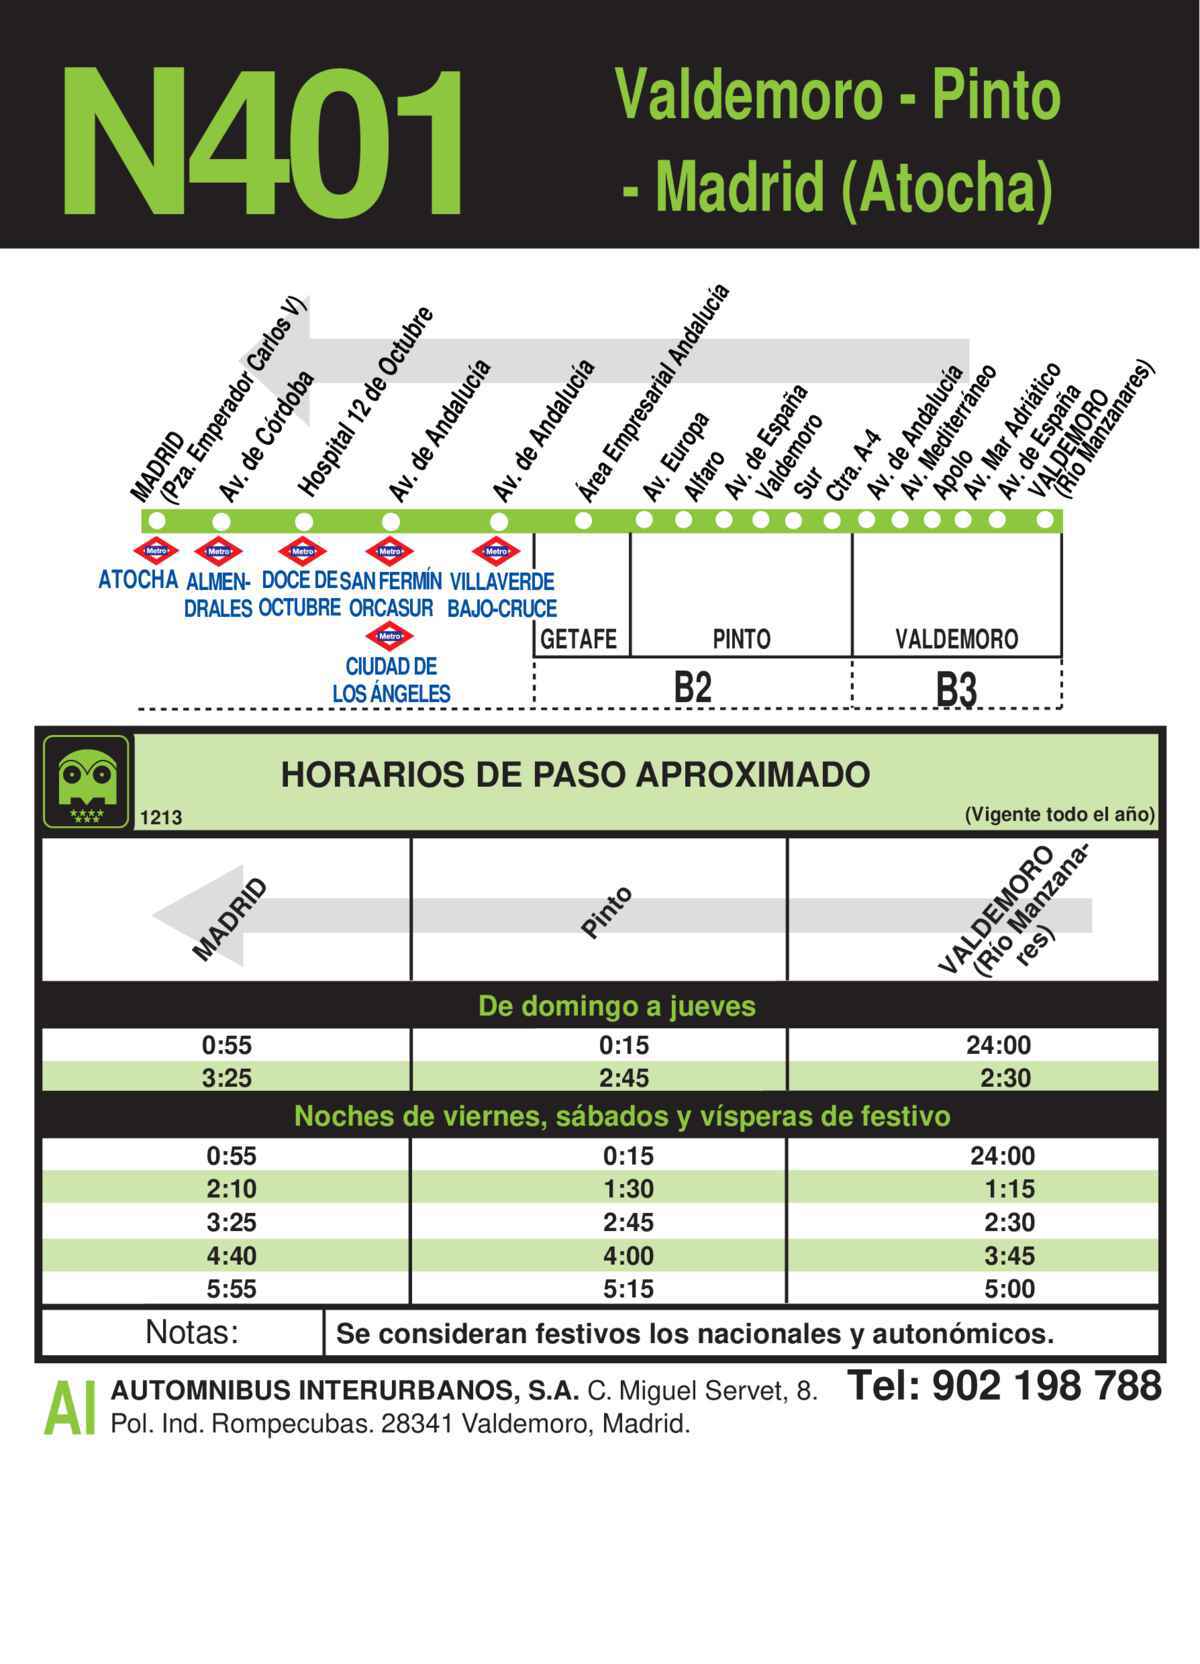 N401
Valdemoro - Pinto
- Madrid (Atocha)
MADRID
(Pza. Emperador Carlos V)
Av. de Córdoba
Hospital 12 de Octubre
Av. de Andalucía
Av. de Andalucía
Área Empresarial Andalucía
Av. Europa
Alfaro
Av. de España
Valdemoro
Sur
Ctra. A-4
Av. de Andalucía
Av. Mediterráneo
Apolo
Av. Mar Adriático
Av. de España
VALDEMORO
(Río Manzanares)
Metro Metro Metro Metro Metro
ATOCHA ALMEN- DOCE DE SAN FERMÍN VILLAVERDE
DRALES OCTUBRE ORCASUR BAJO-CRUCE
Metro
CIUDAD DE
LOS ÁNGELES
GETAFE PINTO VALDEMORO
B2 B3
HORARIOS DE PASO APROXIMADO
1213 (Vigente todo el año)
MADRID
Pinto
VALDEMORO
(Río Manzana-
res)
De domingo a jueves
0:55 0:15 24:00
3:25 2:45 2:30
Noches de viernes, sábados y vísperas de festivo
0:55 0:15 24:00
2:10 1:30 1:15
3:25 2:45 2:30
4:40 4:00 3:45
5:55 5:15 5:00
Notas: Se consideran festivos los nacionales y autonómicos.
AI AUTOMNIBUS INTERURBANOS, S.A. C. Miguel Servet, 8. Tel: 902 198 788
Pol. Ind. Rompecubas. 28341 Valdemoro, Madrid.